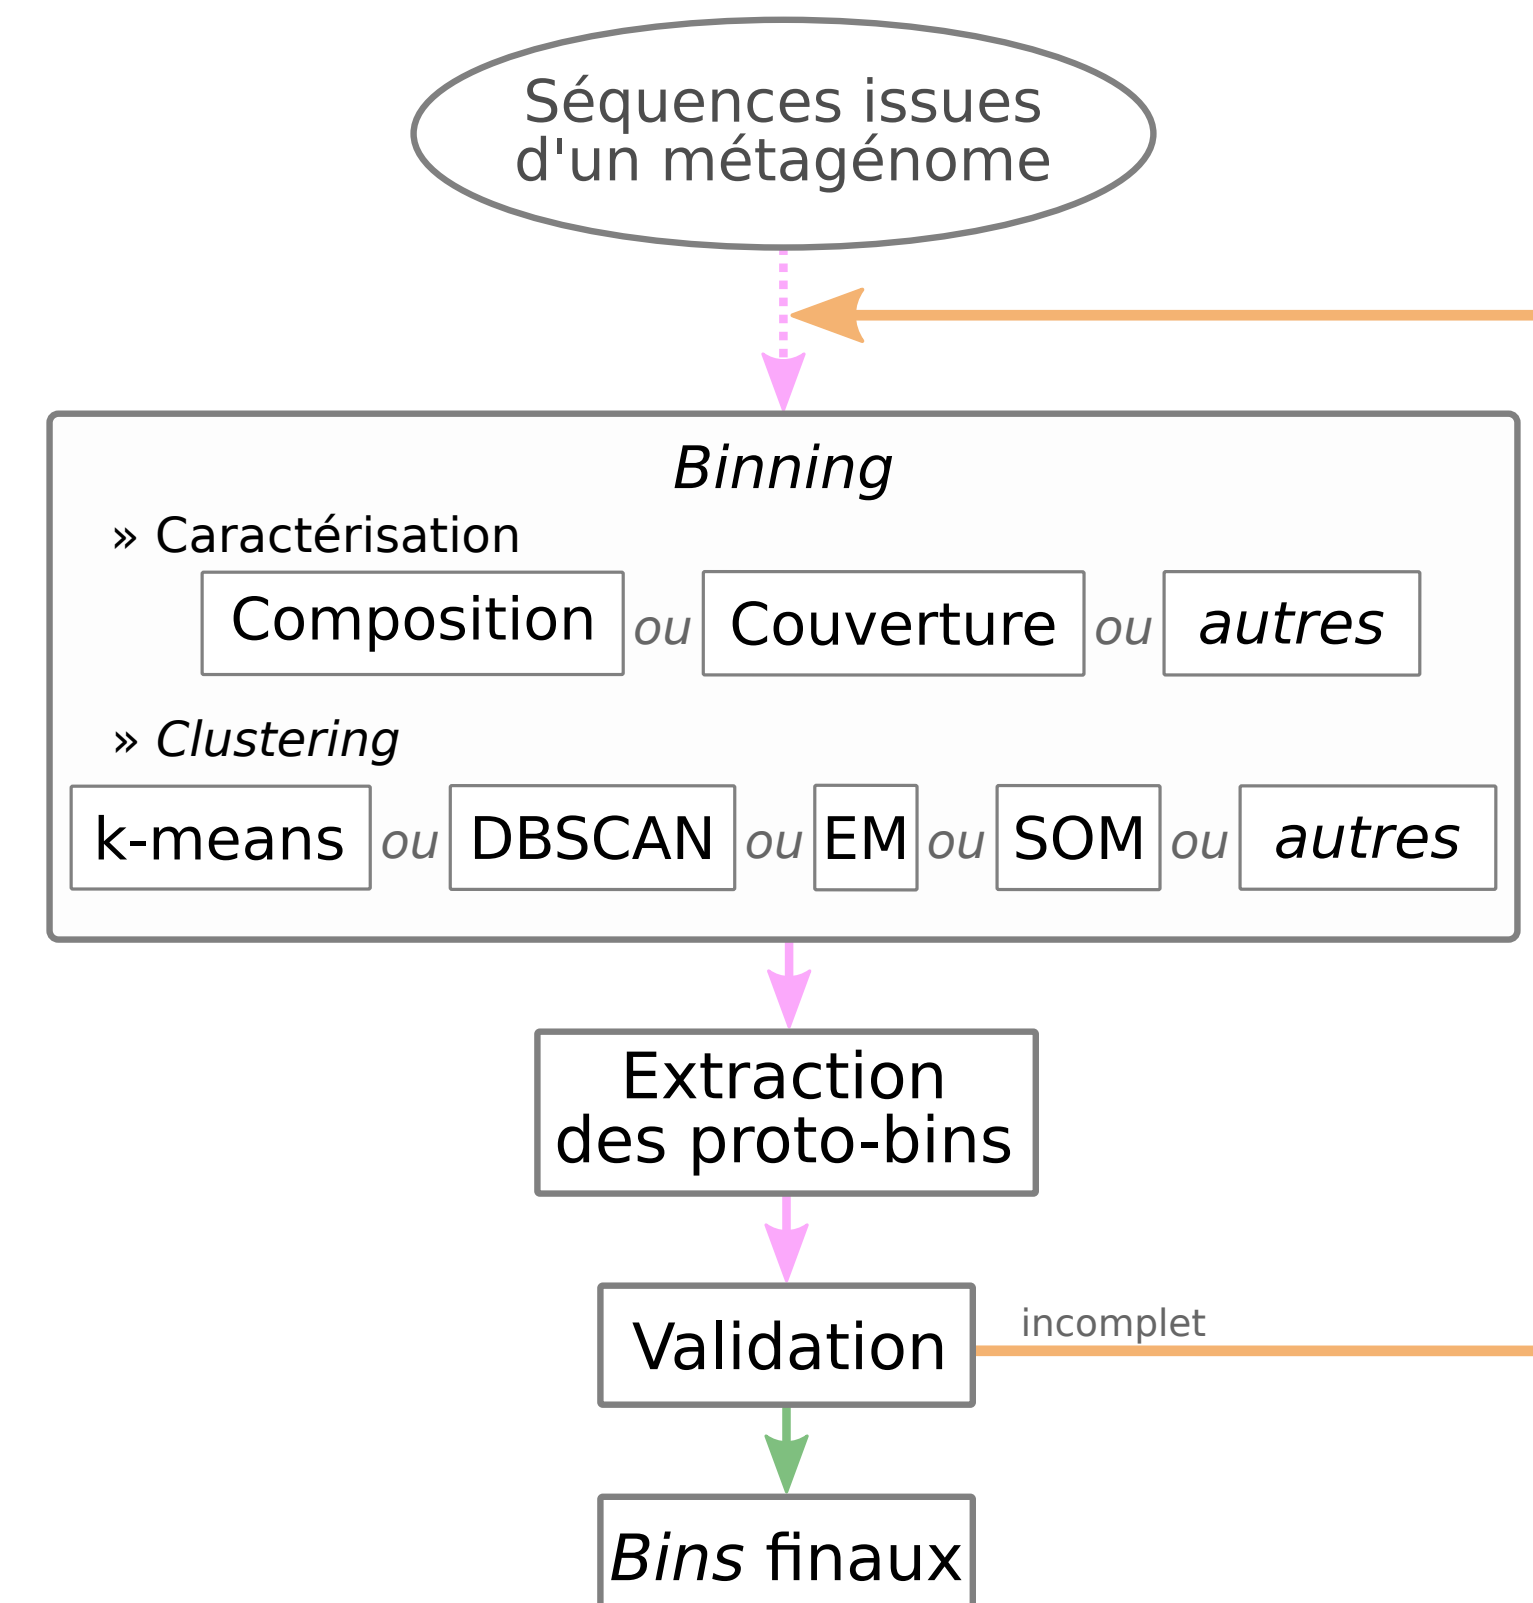 Séquences issues
d'un métagénome
Binning
» Caractérisation
Composition ou Couverture ou autres
» Clustering
k-means ou DBSCAN ou EM ou SOM ou autres
Extraction
des proto-bins
Validation
incomplet
Bins finaux